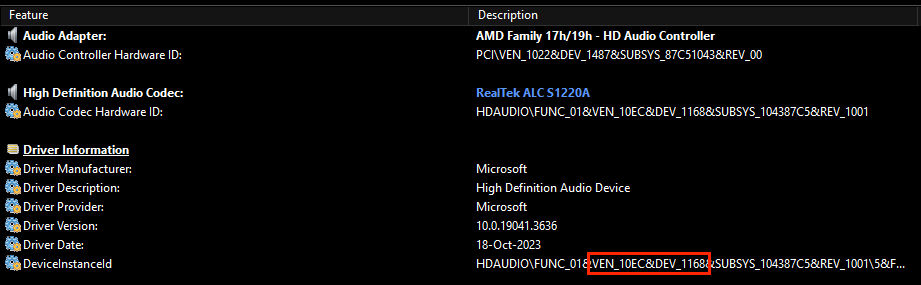 Feature Description
Audio Adapter: AMD Family 17h/19h - HD Audio Controller
Audio Controller Hardware ID: PCI\VEN_1022&DEV_1487&SUBSYS_87C51043&REV_00
High Definition Audio Codec: RealTek ALC S1220A
Audio Codec Hardware ID: HDAUDIO\FUNC_01&VEN_10EC&DEV_1168&SUBSYS_104387C5&REV_1001
Driver Information
Driver Manufacturer: Microsoft
Driver Description: High Definition Audio Device
Driver Provider: Microsoft
Driver Version: 10.0.19041.3636
Driver Date: 18-Oct-2023
DeviceInstanceId HDAUDIO\FUNC_01&VEN_10EC&DEV_1168&SUBSYS_104387C5&REV_1001\5&F...